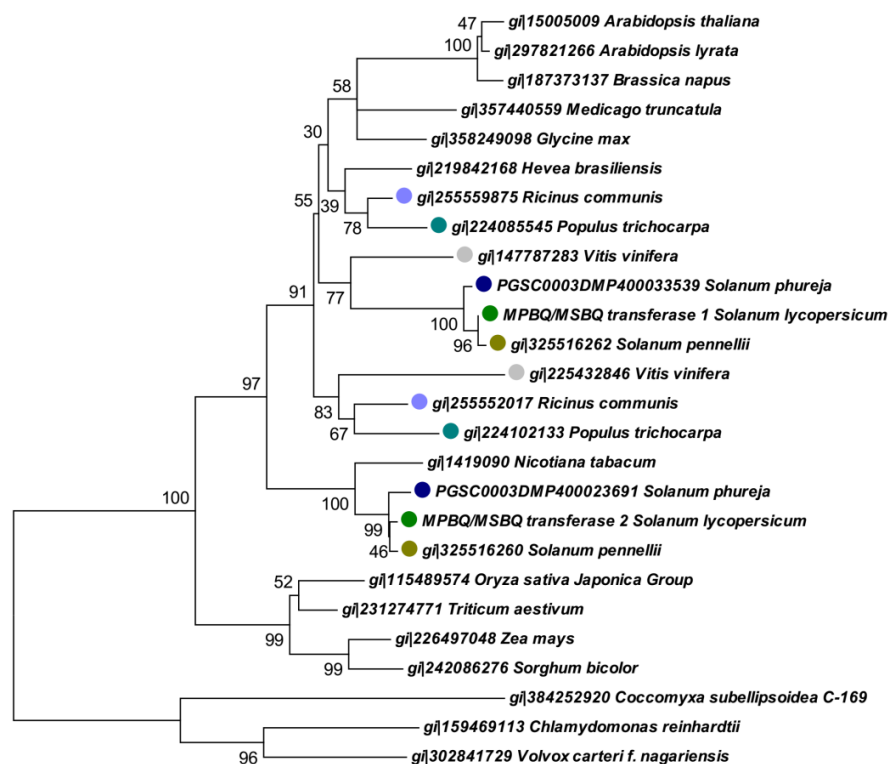 47
gi|15005009 Arabidopsis thaliana
100
gi|297821266 Arabidopsis lyrata
gi|187373137 Brassica napus
58
gi|357440559 Medicago truncatula
30
gi|358249098 Glycine max
gi|219842168 Hevea brasiliensis
55
39
gi|255559875 Ricinus communis
78
gi|224085545 Populus trichocarpa
gi|147787283 Vitis vinifera
91
77
PGSC0003DMP400033539 Solanum phureja
100
MPBQ/MSBQ transferase 1 Solanum lycopersicum
96
gi|325516262 Solanum pennellii
gi|225432846 Vitis vinifera
97
83
gi|255552017 Ricinus communis
67
gi|224102133 Populus trichocarpa
gi|1419090 Nicotiana tabacum
100
100
PGSC0003DMP400023691 Solanum phureja
99
MPBQ/MSBQ transferase 2 Solanum lycopersicum
46
gi|325516260 Solanum pennellii
52
gi|115489574 Oryza sativa Japonica Group
gi|231274771 Triticum aestivum
99
gi|226497048 Zea mays
99
gi|242086276 Sorghum bicolor
gi|384252920 Coccomyxa subellipsoidea C-169
gi|159469113 Chlamydomonas reinhardtii
96
gi|302841729 Volvox carteri f. nagariensis